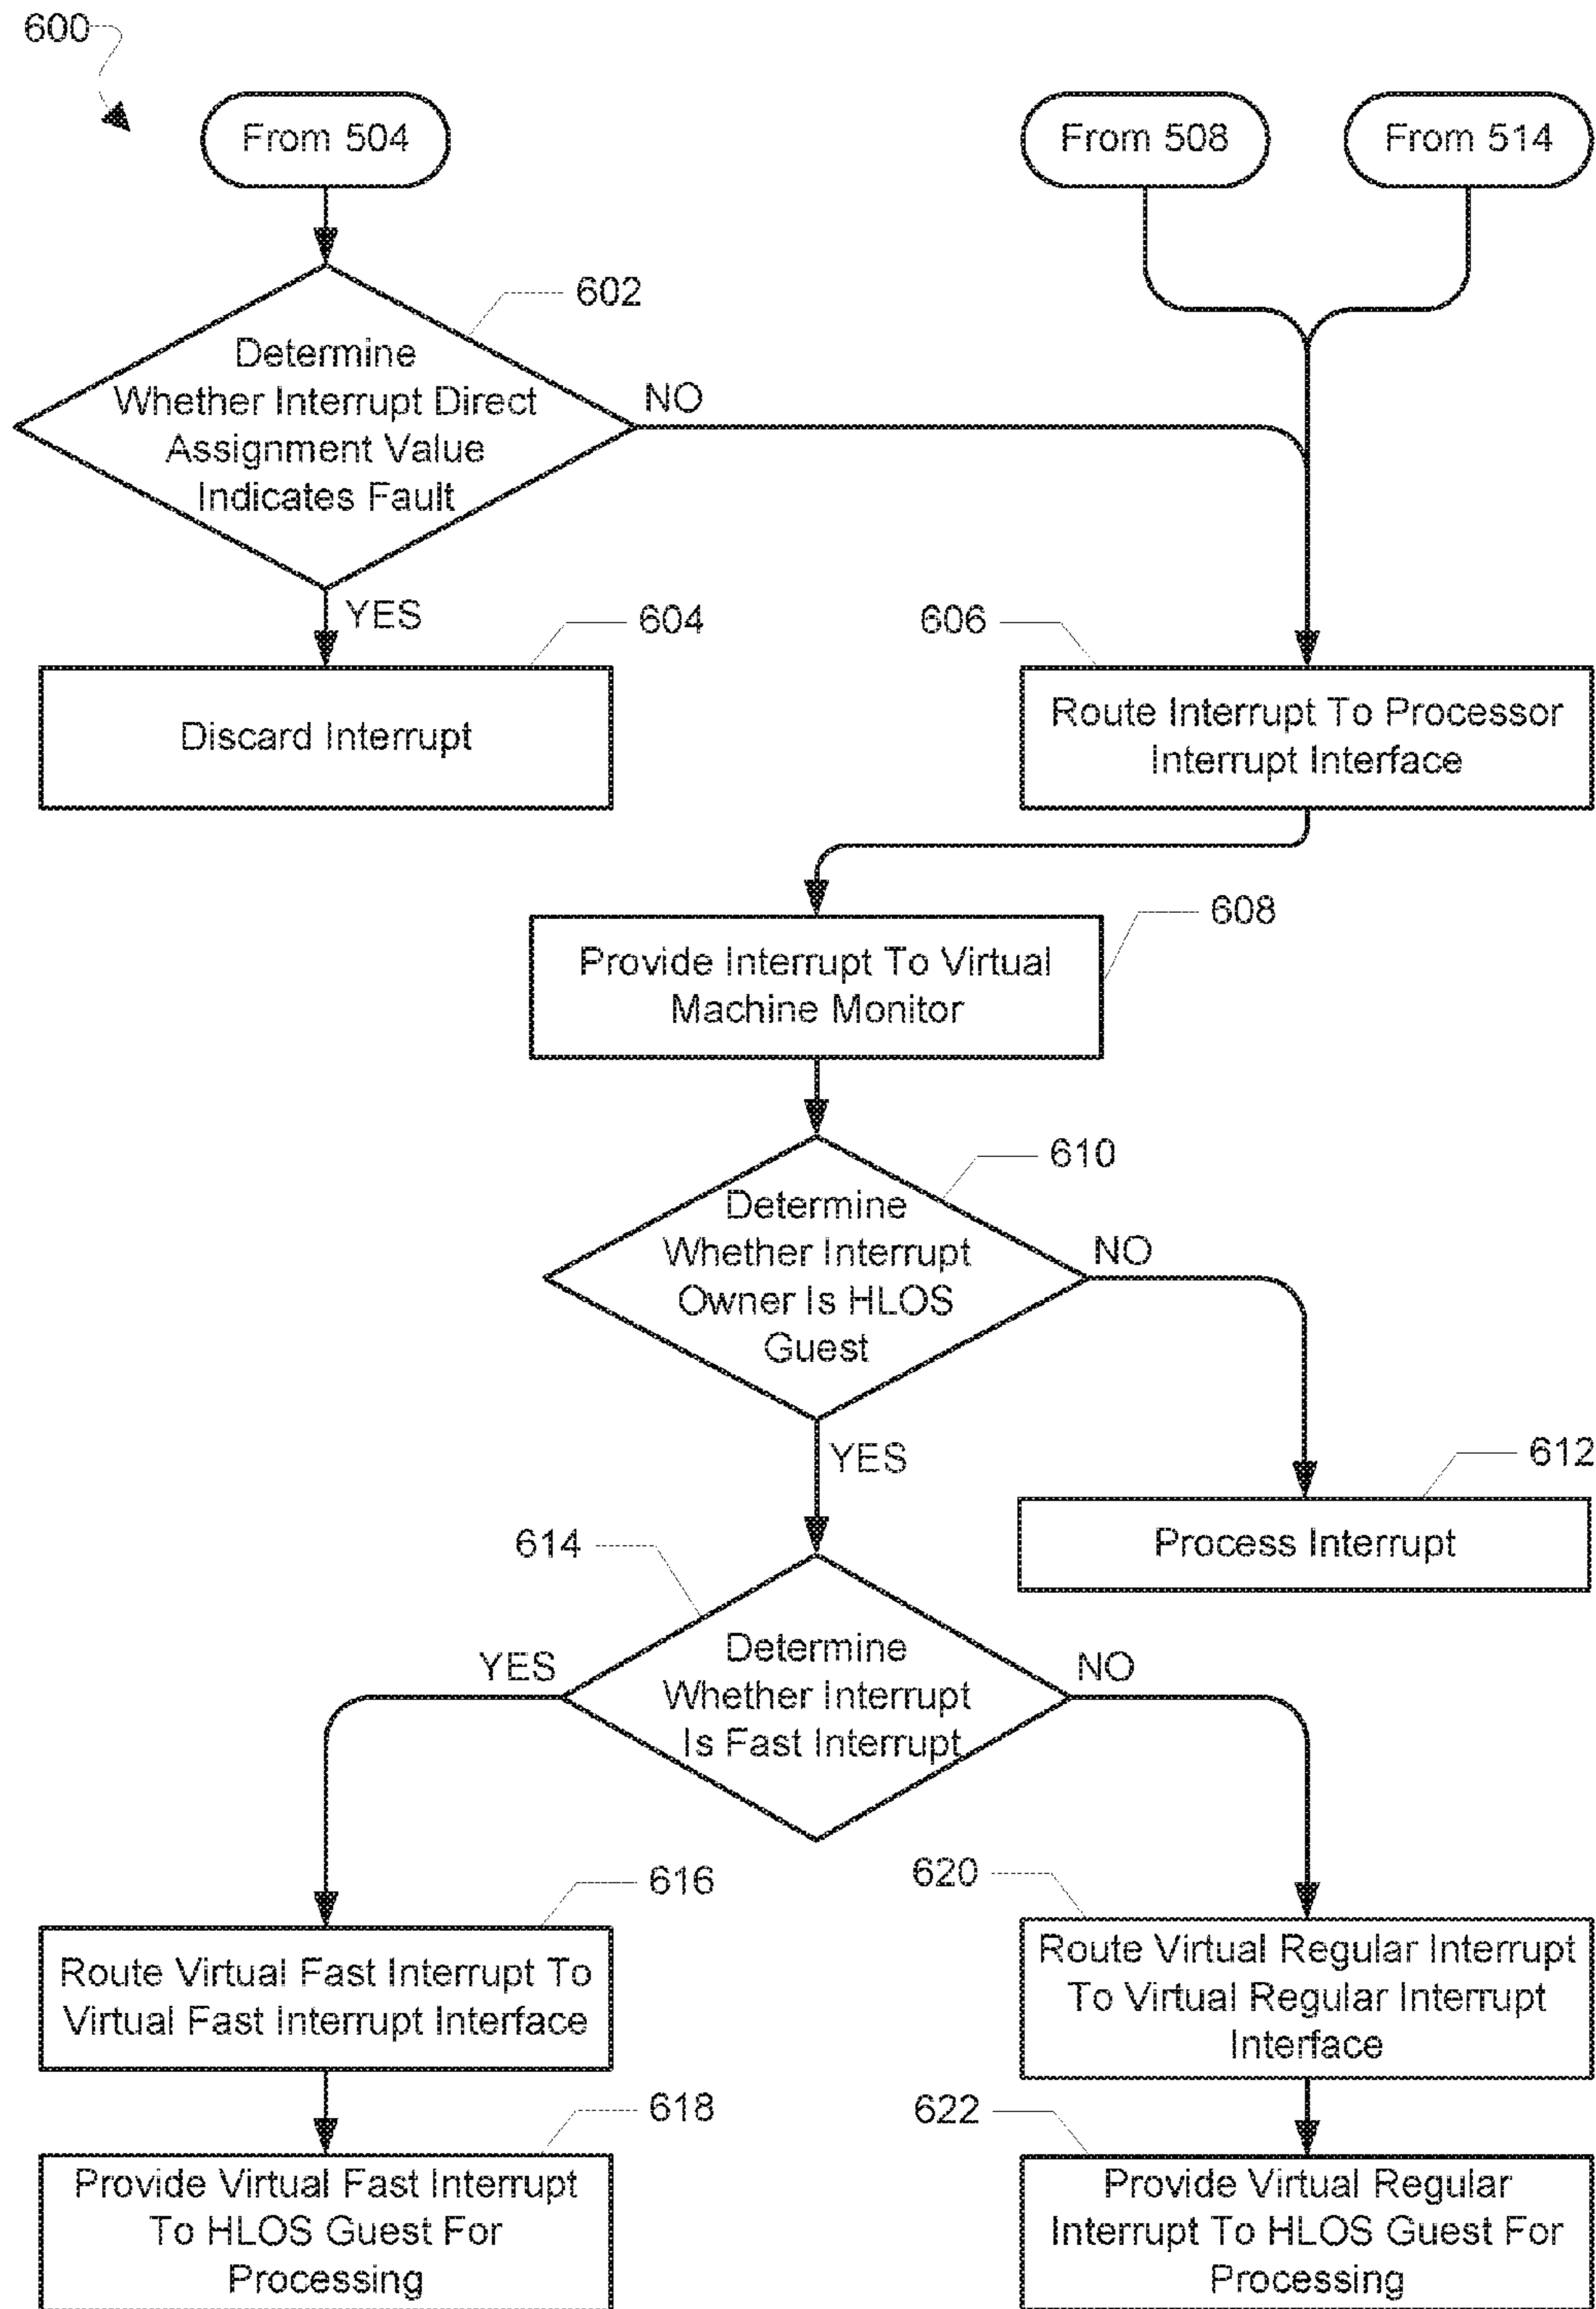 600
From 504
From 508
From 514
602
Determine
Whether Interrupt Direct
Assignment Value
Indicates Fault
NO
YES
604
606
Discard Interrupt
Route Interrupt To Processor
Interrupt Interface
608
Provide Interrupt To Virtual
Machine Monitor
610
Determine
Whether Interrupt
Owner Is HLOS
Guest
NO
YES
612
Process Interrupt
614
Determine
Whether Interrupt
Is Fast Interrupt
YES
NO
616
620
Route Virtual Fast Interrupt To
Virtual Fast Interrupt Interface
Route Virtual Regular Interrupt
To Virtual Regular Interrupt
Interface
618
622
Provide Virtual Fast Interrupt
To HLOS Guest For
Processing
Provide Virtual Regular
Interrupt To HLOS Guest For
Processing